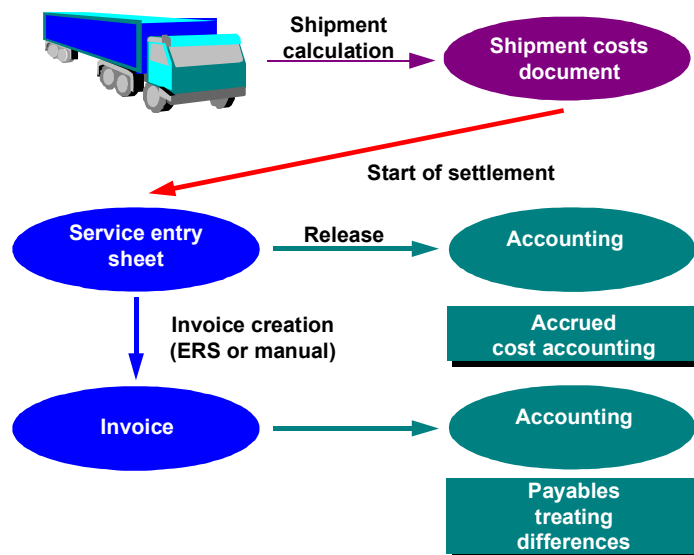 Shipment
calculation
Shipment costs
document
Start of settlement
Service entry
sheet
Release
Accounting
Invoice creation
(ERS or manual)
Accrued
cost accounting
Invoice
Accounting
Payables
treating
differences